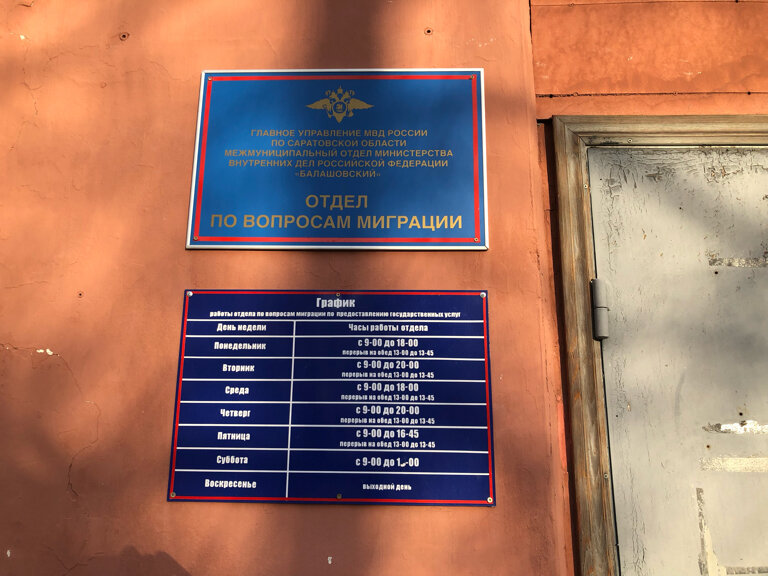 ГЛАВНОЕ УПРАВЛЕНИЕ МВД РОССИИ
ПО САРАТОВСКОЙ ОБЛАСТИ
МЕЖМУНИЦИПАЛЬНЫЙ ОТДЕЛ МИНИСТЕРСТВА
ВНУТРЕННИХ ДЕЛ РОССИЙСКОЙ ФЕДЕРАЦИИ
«БАЛАШОВСКИЙ»
ОТДЕЛ
ПО ВОПРОСАМ МИГРАЦИИ
График
работы отдела по вопросам миграции по предоставлению государственных услуг
День недели Часы работы отдела
Понедельник с 9-00 до 18-00
перерыв на обед 13-00 до 13-45
Вторник с 9-00 до 20-00
перерыв на обед 13-00 до 13-45
Среда с 9-00 до 18-00
перерыв на обед 13-00 до 13-45
Четверг с 9-00 до 20-00
перерыв на обед 13-00 до 13-45
Пятница с 9-00 до 16-45
перерыв на обед 13-00 до 13-45
Суббота с 9-00 до
Воскресенье выходной день